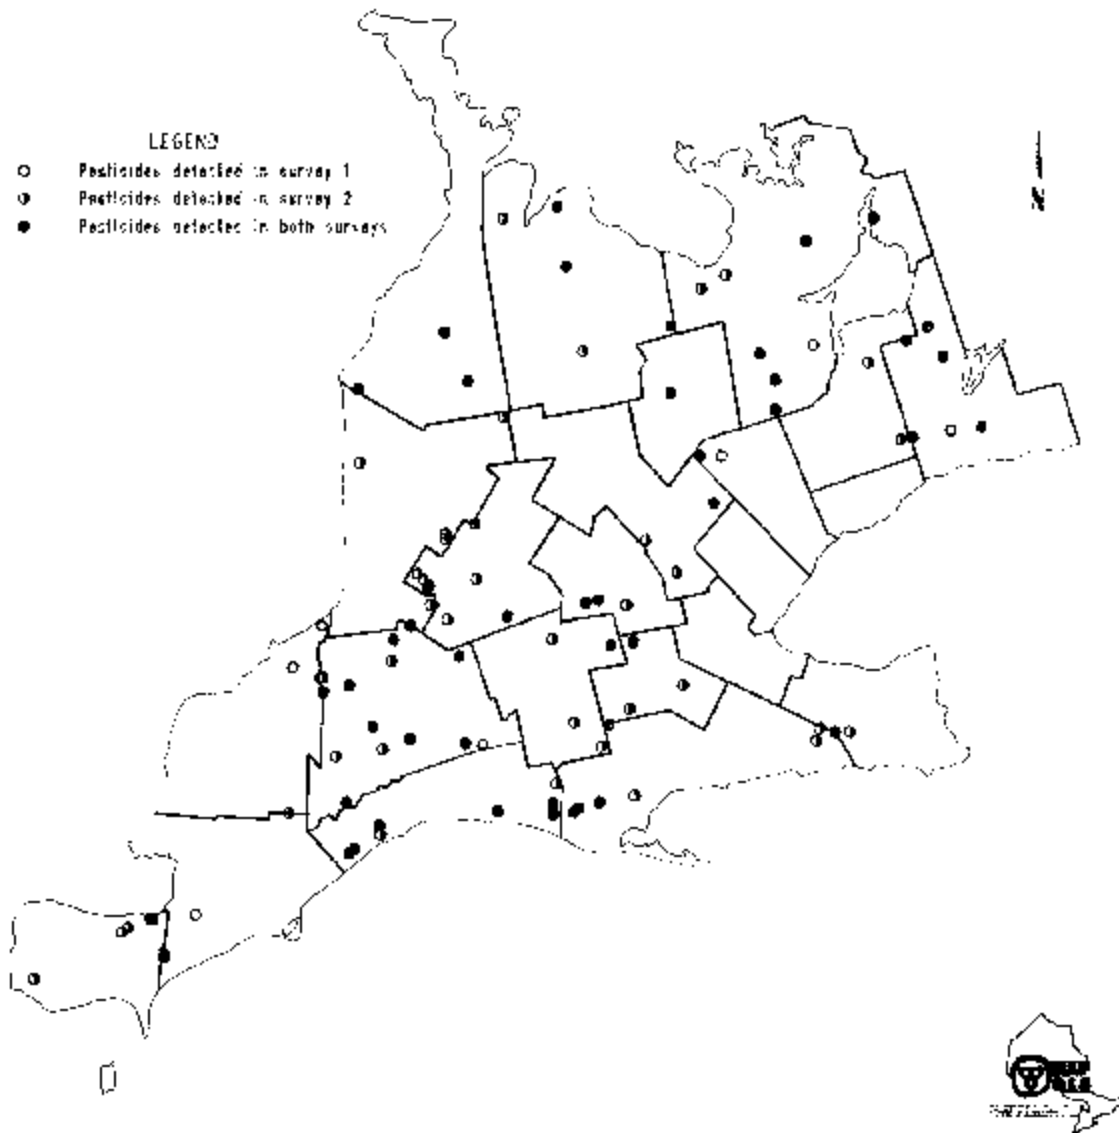 LEGEND
Pesticides detected in survey 1
Pesticides detected in survey 2
Pesticides detected in both surveys
N